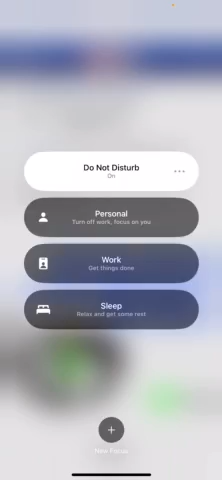 Do Not Disturb
On
Personal
Turn off work, focus on you
Work
Get things done
Sleep
Relax and get some rest
New Focus